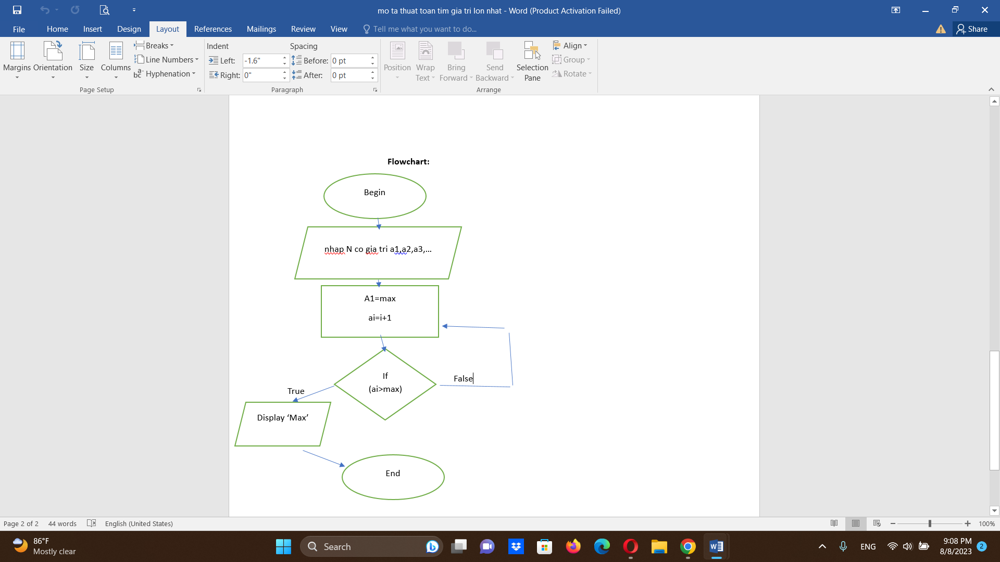 mo ta thuat toan tim gia tri lon nhat - Word (Product Activation Failed)
File Home Insert Design Layout References Mailings Review View Tell me what you want to do... Share
Margins
Orientation
Size
Columns
Breaks
Line Numbers
Hyphenation
Page Setup
Indent
Left: -1.6"
Right: 0"
Spacing
Before: 0 pt
After: 0 pt
Paragraph
Position
Wrap
Text
Bring
Forward
Send
Backward
Selection
Pane
Align
Group
Rotate
Arrange
Flowchart:
Begin
nhap N co gia tri a1,a2,a3,...
A1=max
ai=i+1
If
(ai>max)
False
True
Display ‘Max’
End
Page 2 of 2 44 words English (United States) 100%
86°F
Mostly clear
Search
ENG
9:08 PM
8/8/2023
2